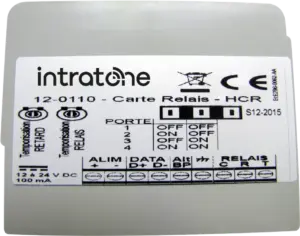 intratone
CE
12-0110 - Carte Relais - HCR
S12-2015
Temporisation RETARD
Temporisation RELAIS
PORTE
1 OFF OFF
2 ON OFF
3 OFF ON
4 ON ON
ALIM DATA Alt RELAIS
+ - D+ D- BP C R T
12 à 24 V DC
100 mA